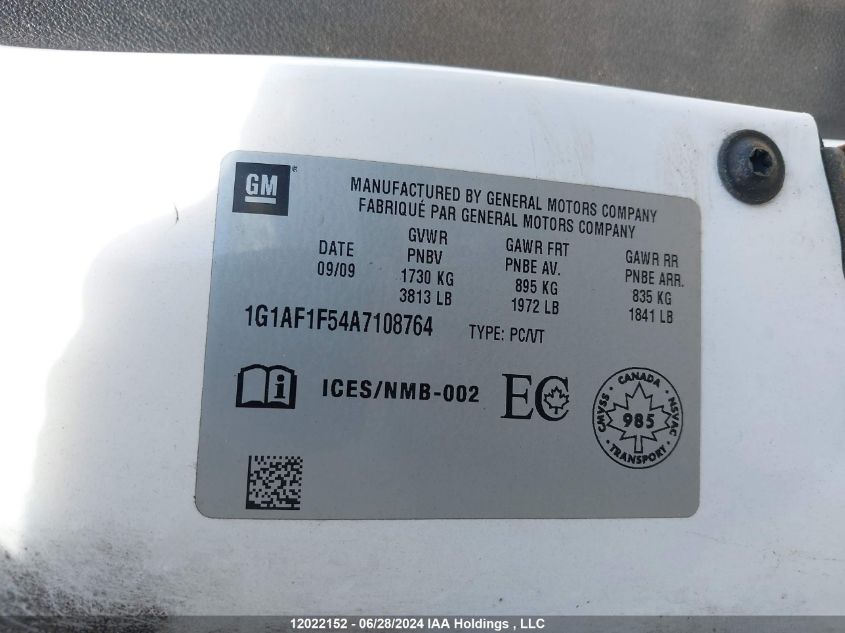 GM ®
MANUFACTURED BY GENERAL MOTORS COMPANY
FABRIQUÉ PAR GENERAL MOTORS COMPANY
DATE
09/09
GVWR
PNBV
1730 KG
3813 LB
GAWR FRT
PNBE AV.
895 KG
1972 LB
GAWR RR
PNBE ARR.
835 KG
1841 LB
1G1AF1F54A7108764 TYPE: PC/VT
i ICES/NMB-002 EC
CANADA
CMVSS 985 NSVAC
• TRANSPORT •
12022152 - 06/28/2024 IAA Holdings , LLC